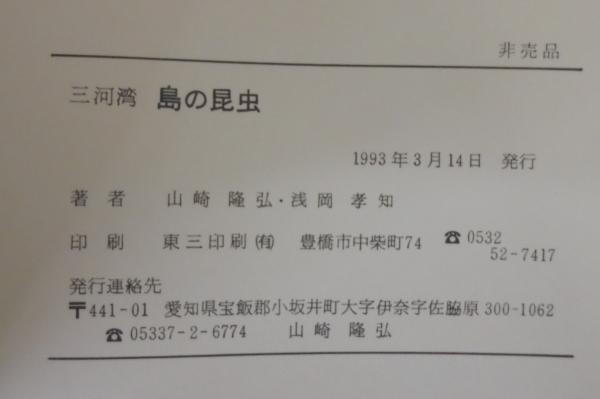 非売品
三河湾 島の昆虫
1993年3月14日 発行
著者 山崎隆弘・浅岡孝知
印刷 東三印刷㈲ 豊橋市中柴町74 ☎0532
52-7417
発行連絡先
〒441-01 愛知県宝飯郡小坂井町大字伊奈字佐脇原300-1062
☎05337-2-6774 山崎隆弘